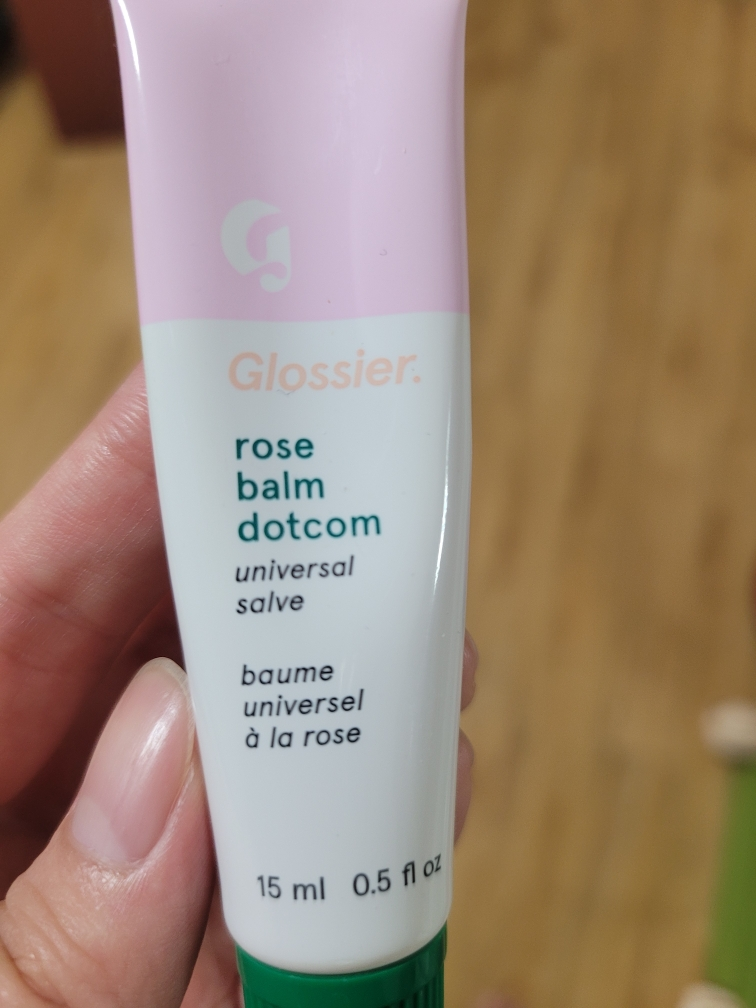 G
Glossier.
rose
balm
dotcom
universal
salve
baume
universel
à la rose
15 ml 0.5 fl oz